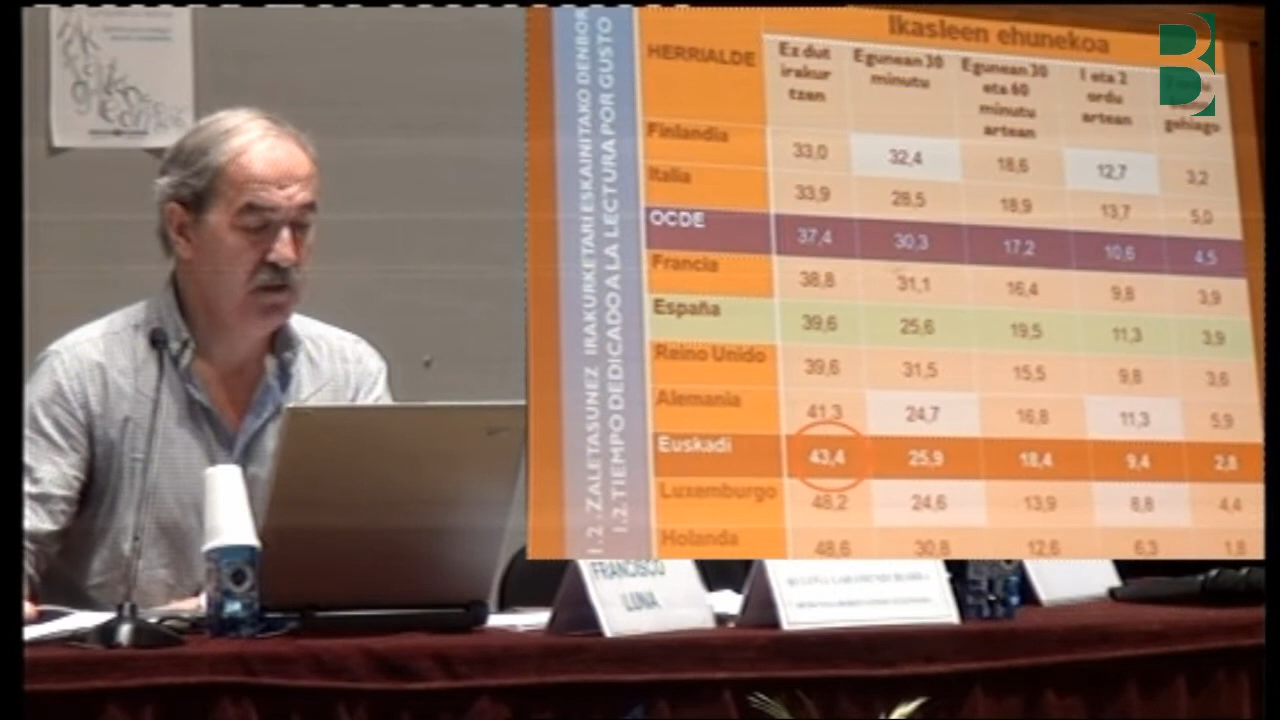 1.2. ZALETASUNEZ IRAKURKETARI ESKAINITAKO DENBOR
1.2. TIEMPO DEDICADO A LA LECTURA POR GUSTO
Ikasleen ehunekoa
HERRIALDE
Ez dut irakur tzen
Egunean 30 minutu
Egunean 30 eta 60 minutu artean
1 eta 2 ordu artean
gehiago
Finlandia 33,0 32,4 18,6 12,7 3,2
Italia 33,9 28,5 18,9 13,7 5,0
OCDE 37,4 30,3 17,2 10,6 4,5
Francia 38,8 31,1 16,4 9,8 3,9
España 39,6 25,6 19,5 11,3 3,9
Reino Unido 39,6 31,5 15,5 9,8 3,6
Alemania 41,3 24,7 16,8 11,3 5,9
Euskadi 43,4 25,9 18,4 9,4 2,8
Luxemburgo 48,2 24,6 13,9 8,8 4,4
Holanda 48,6 30,8 12,6 6,3 1,8
FRANCISCO
LUNA
B